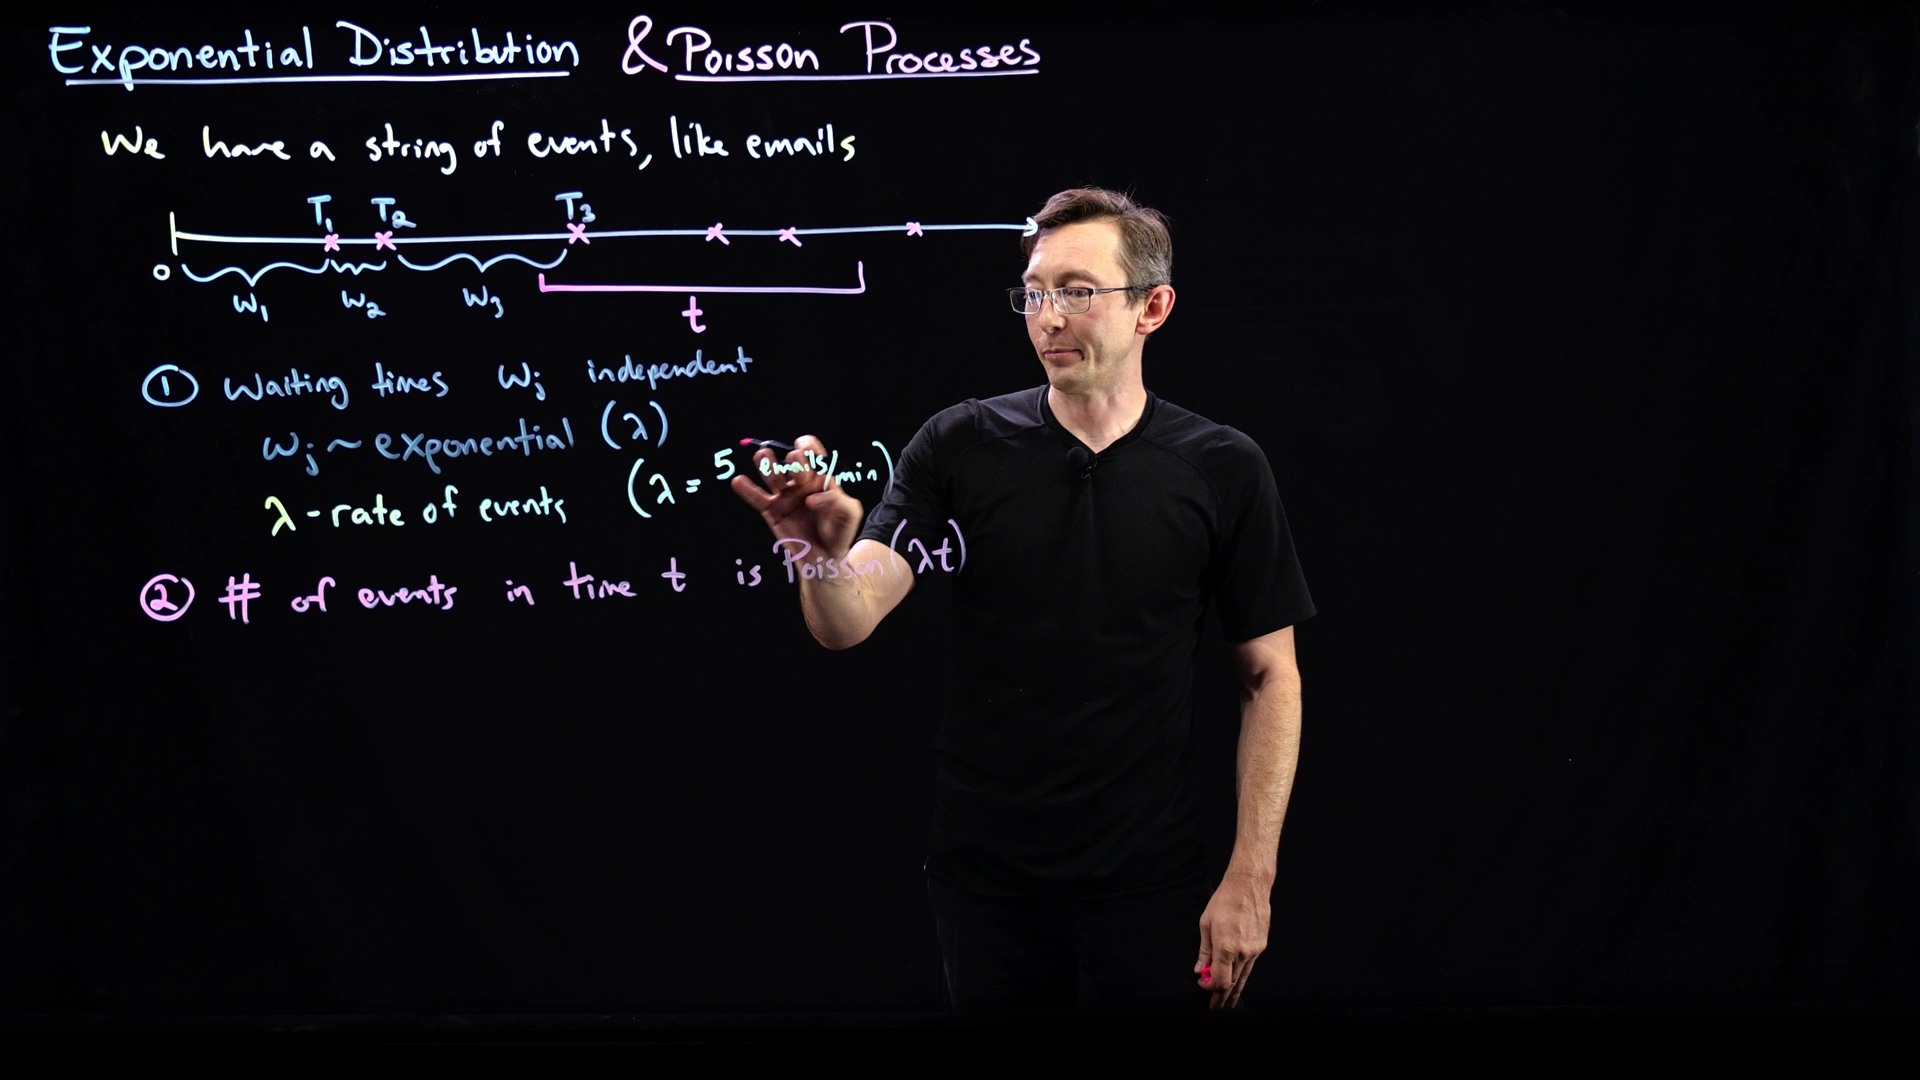 Exponential Distribution & Poisson Processes
We have a string of events, like emails
T1 T2 T3
0
W1 W2 W3
t
① Waiting times Wj independent
Wj ~ exponential (λ)
λ - rate of events (λ = 5 emails/min)
② # of events in time t is Poisson(λt)